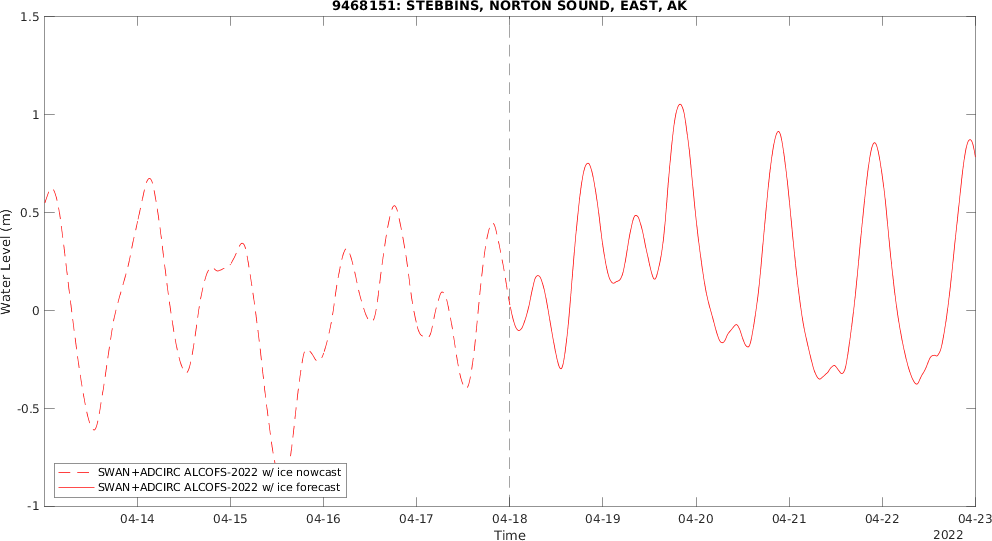 9468151: STEBBINS, NORTON SOUND, EAST, AK
1.5
1
0.5
0
-0.5
-1
Water Level (m)
SWAN+ADCIRC ALCOFS-2022 w/ ice nowcast
SWAN+ADCIRC ALCOFS-2022 w/ ice forecast
04-14 04-15 04-16 04-17 04-18 04-19 04-20 04-21 04-22 04-23
Time
2022